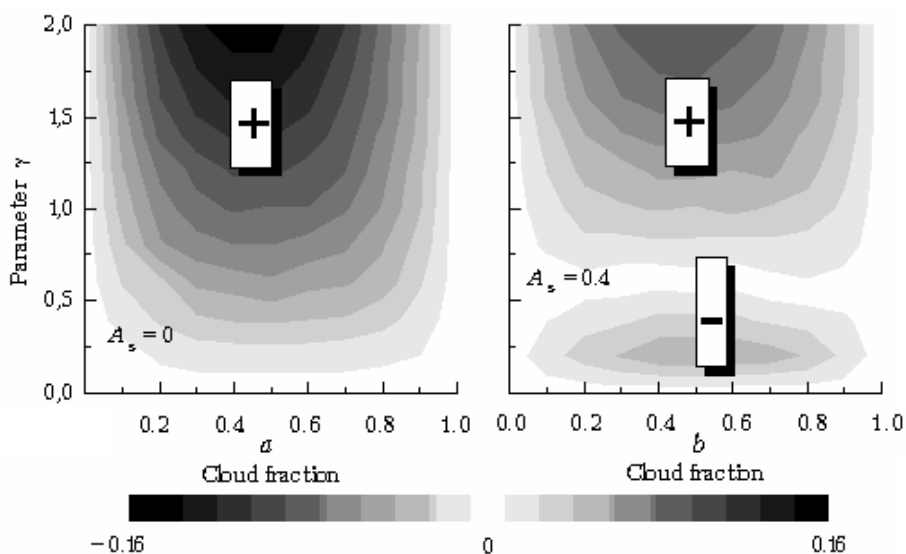 2,0
1,5
1,0
0,5
0,0
Parameter γ
+
A_s = 0
0.2 0.4 0.6 0.8 1.0
a
+
A_s = 0.4
−
0.0 0.2 0.4 0.6 0.8 1.0
b
Cloud fraction
Cloud fraction
−0.16 0 0.16